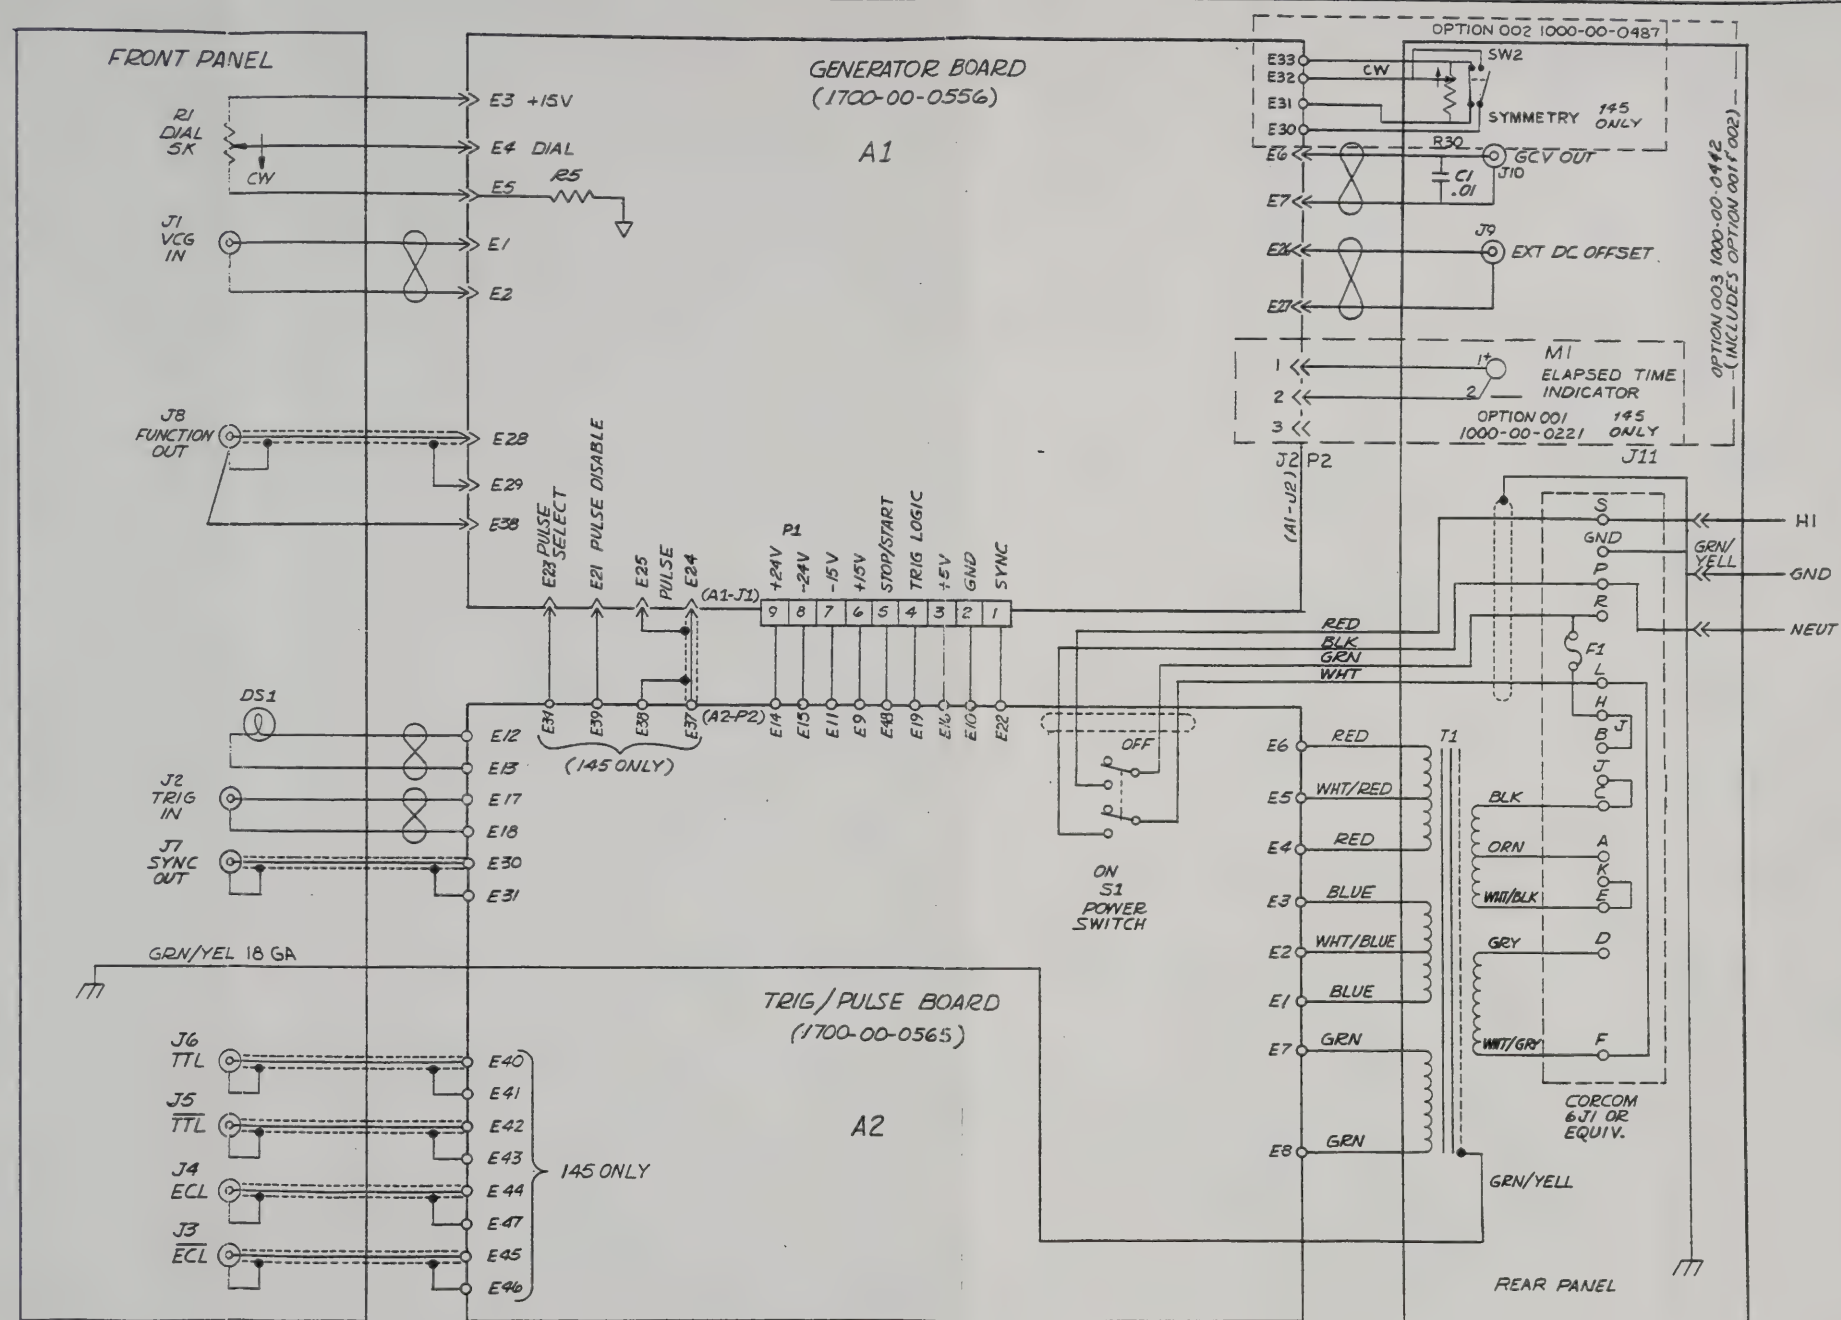 FRONT PANEL
R1
DIAL
5K
CW
E3 +15V
E4 DIAL
E5
R5
J1
VCG
IN
E1
E2
J8
FUNCTION
OUT
E28
E29
E38
GENERATOR BOARD
(1700-00-0556)
A1
OPTION 002 1000-00-0487
E33
E32
E31
E30
CW
SW2
SYMMETRY
145
ONLY
R30
E6
E7
C1
.01
GCV OUT
J10
E26
E27
J9
EXT DC OFFSET
OPTION 003 1000-00-0442
(INCLUDES OPTION 001 & 002)
1
2
3
1+
2
M1
ELAPSED TIME
INDICATOR
OPTION 001
1000-00-0221
145
ONLY
J2
P2
(A1-J2)
J11
E23 PULSE
SELECT
E21 PULSE DISABLE
E25
PULSE
E24
(A1-J1)
P1
+24V
-24V
-15V
+15V
STOP/START
TRIG LOGIC
+5V
GND
SYNC
9 8 7 6 5 4 3 2 1
E34
E39
E38
E37
(A2-P2)
E14
E15
E11
E9
E48
E19
E16
E10
E22
(145 ONLY)
S
GND
P
R
F1
L
H
J
B
J
C
A
K
E
D
F
HI
GRN/
YELL
GND
NEUT
RED
BLK
GRN
WHT
DS1
E12
E13
J2
TRIG
IN
E17
E18
J7
SYNC
OUT
E30
E31
OFF
ON
S1
POWER
SWITCH
E6
RED
E5
WHT/RED
E4
RED
E3
BLUE
E2
WHT/BLUE
E1
BLUE
E7
GRN
E8
GRN
T1
BLK
ORN
WHT/BLK
GRY
WHT/GRY
GRN/YELL
CORCOM
6J1 OR
EQUIV.
GRN/YEL 18 GA
TRIG/PULSE BOARD
(1700-00-0565)
A2
J6
TTL
E40
E41
J5
T̅T̅L̅
E42
E43
J4
ECL
E44
E47
J3
E̅C̅L̅
E45
E46
145 ONLY
REAR PANEL